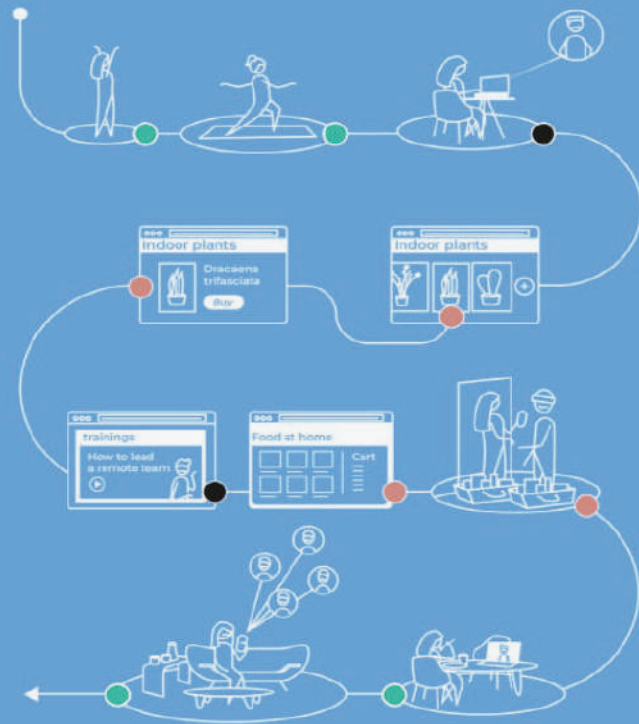 Indoor plants
Dracaena
trifasciata
Buy
Indoor plants
trainings
How to lead
a remote team
Food at home
Cart